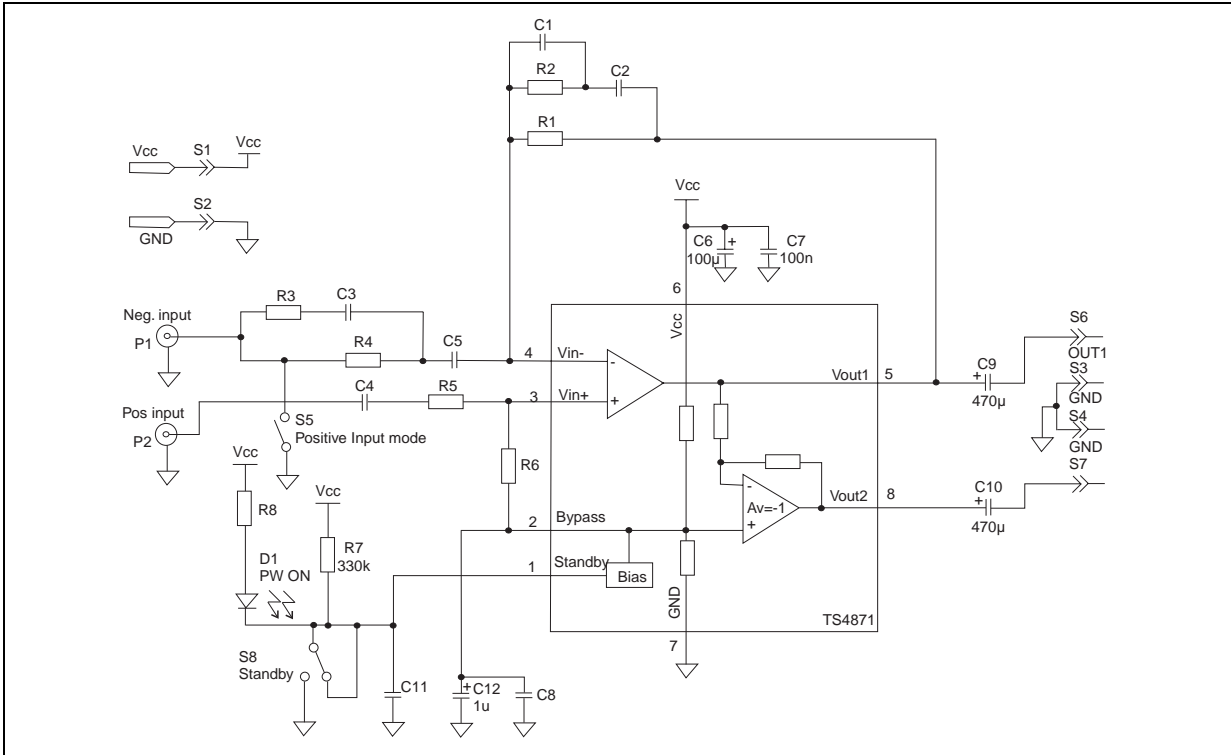 C1
R2
C2
R1
Vcc
S1
Vcc
S2
GND
Vcc
C6
+
100µ
C7
100n
6
Vcc
R3
C3
Neg. input
P1
R4
C5
4
Vin-
-
+
Vout1
5
S6
OUT1
C9
+
470µ
S3
GND
S4
GND
S7
C4
R5
3
Vin+
Pos input
P2
S5
Positive Input mode
R6
Vcc
R8
Vcc
R7
330k
D1
PW ON
2
Bypass
-
Av=-1
+
Vout2
8
C10
+
470µ
1
Standby
Bias
GND
TS4871
7
S8
Standby
C11
+
C12
1u
C8